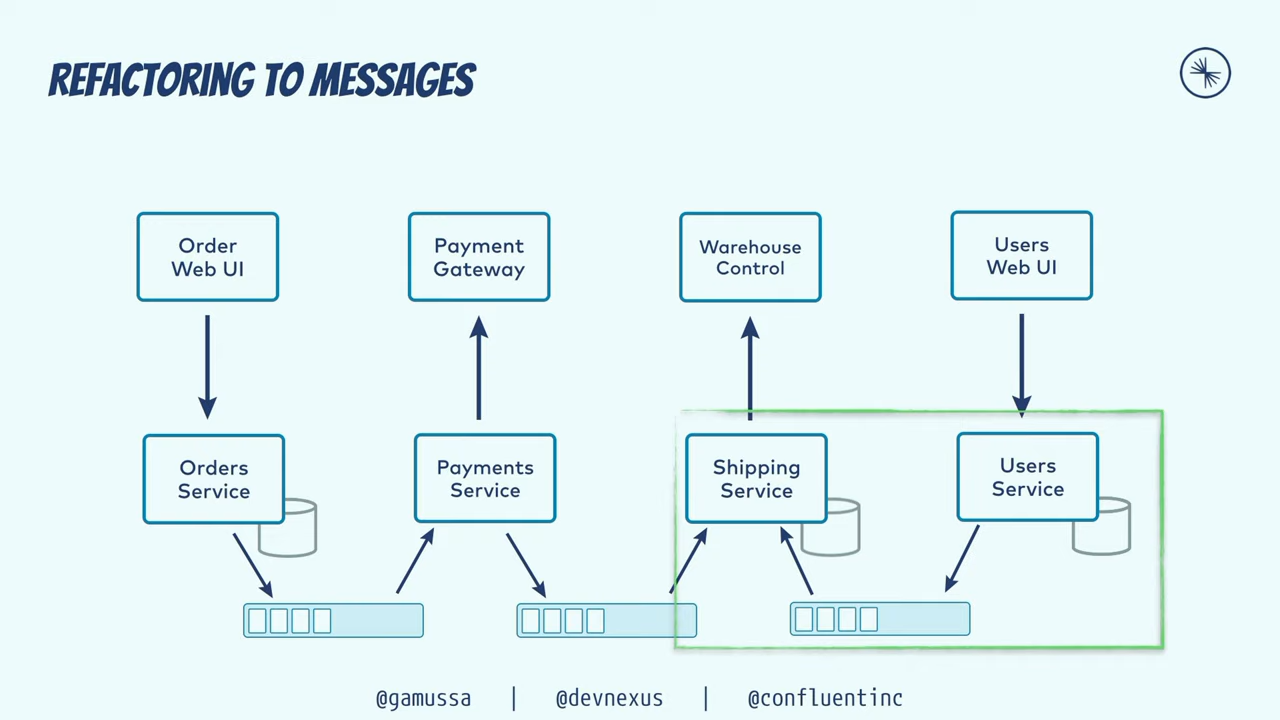 REFACTORING TO MESSAGES
Order
Web UI
Payment
Gateway
Warehouse
Control
Users
Web UI
Orders
Service
Payments
Service
Shipping
Service
Users
Service
@gamussa | @devnexus | @confluentinc